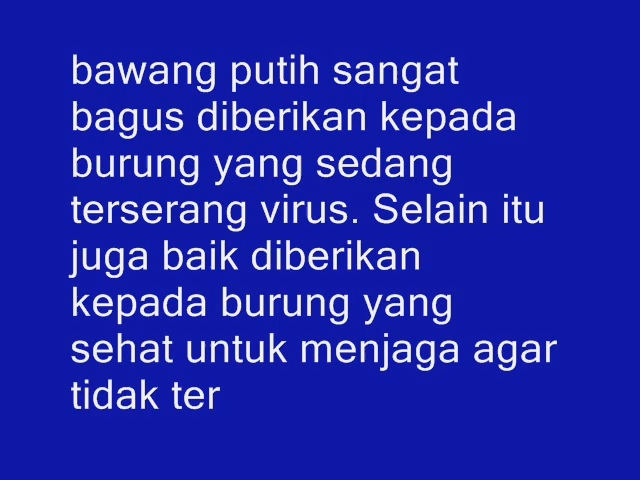 bawang putih sangat
bagus diberikan kepada
burung yang sedang
terserang virus. Selain itu
juga baik diberikan
kepada burung yang
sehat untuk menjaga agar
tidak ter